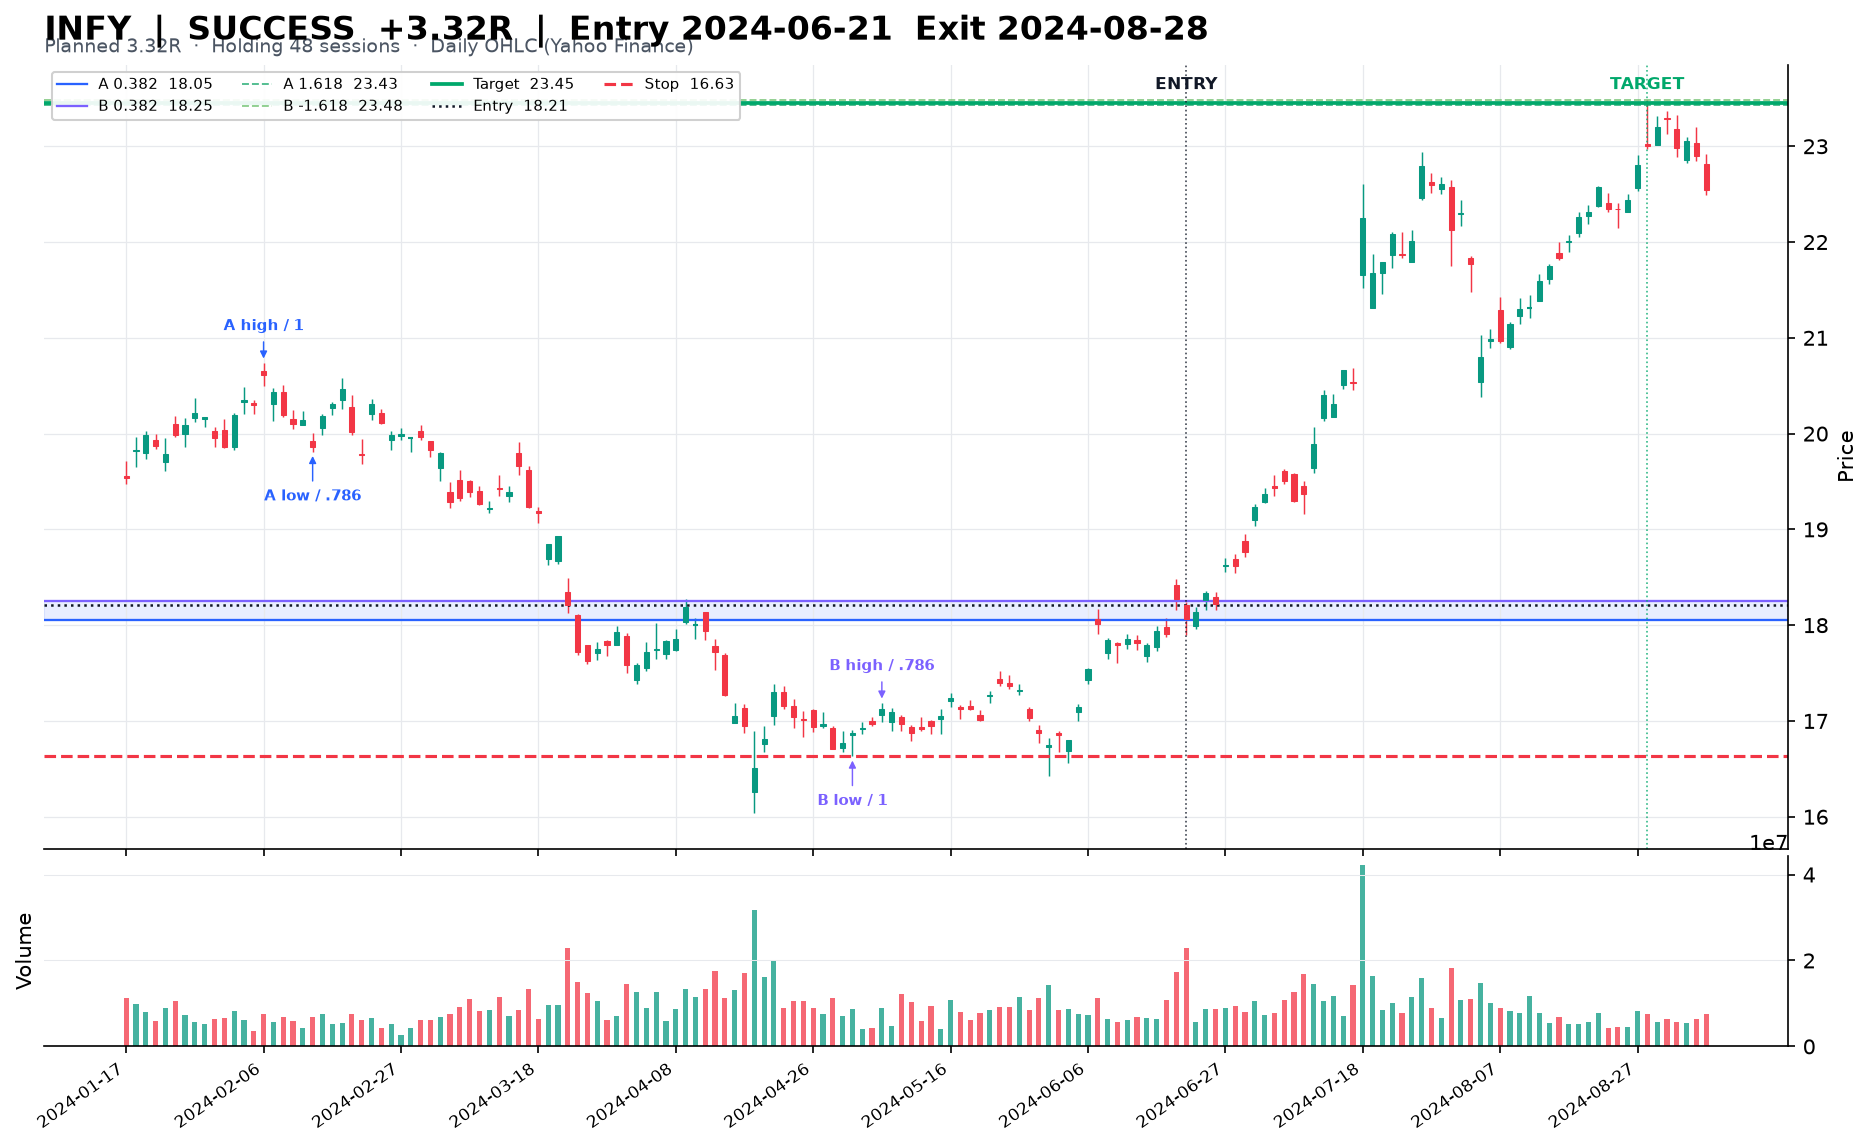 INFY | SUCCESS +3.32R | Entry 2024-06-21 Exit 2024-08-28
Planned 3.32R · Holding 48 sessions · Daily OHLC (Yahoo Finance)
A 0.382 18.05 A 1.618 23.43 Target 23.45 Stop 16.63
B 0.382 18.25 B -1.618 23.48 Entry 18.21
ENTRY
TARGET
23
22
A high / 1
21
20
Price
A low / .786
19
18
B high / .786
17
B low / 1
16
1e7
4
Volume
2
0
2024-01-17
2024-02-06
2024-02-27
2024-03-18
2024-04-08
2024-04-26
2024-05-16
2024-06-06
2024-06-27
2024-07-18
2024-08-07
2024-08-27